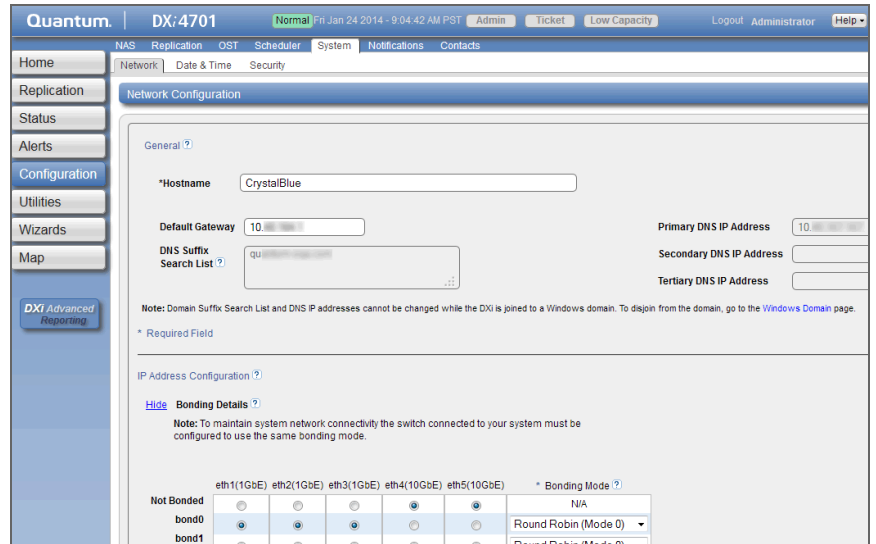 Quantum. DXi4701 Normal Fri Jan 24 2014 - 9:04:42 AM PST Admin Ticket Low Capacity Logout Administrator Help
NAS Replication OST Scheduler System Notifications Contacts
Network Date & Time Security
Home
Replication
Status
Alerts
Configuration
Utilities
Wizards
Map
DXi Advanced
Reporting
Network Configuration
General ?
*Hostname CrystalBlue
Default Gateway 10.
Primary DNS IP Address 10.
DNS Suffix
Search List ? qu
Secondary DNS IP Address
Tertiary DNS IP Address
Note: Domain Suffix Search List and DNS IP addresses cannot be changed while the DXi is joined to a Windows domain. To disjoin from the domain, go to the Windows Domain page.
* Required Field
IP Address Configuration ?
Hide Bonding Details ?
Note: To maintain system network connectivity the switch connected to your system must be
configured to use the same bonding mode.
eth1(1GbE) eth2(1GbE) eth3(1GbE) eth4(10GbE) eth5(10GbE) * Bonding Mode ?
Not Bonded N/A
bond0 Round Robin (Mode 0)
bond1 Round Robin (Mode 0)